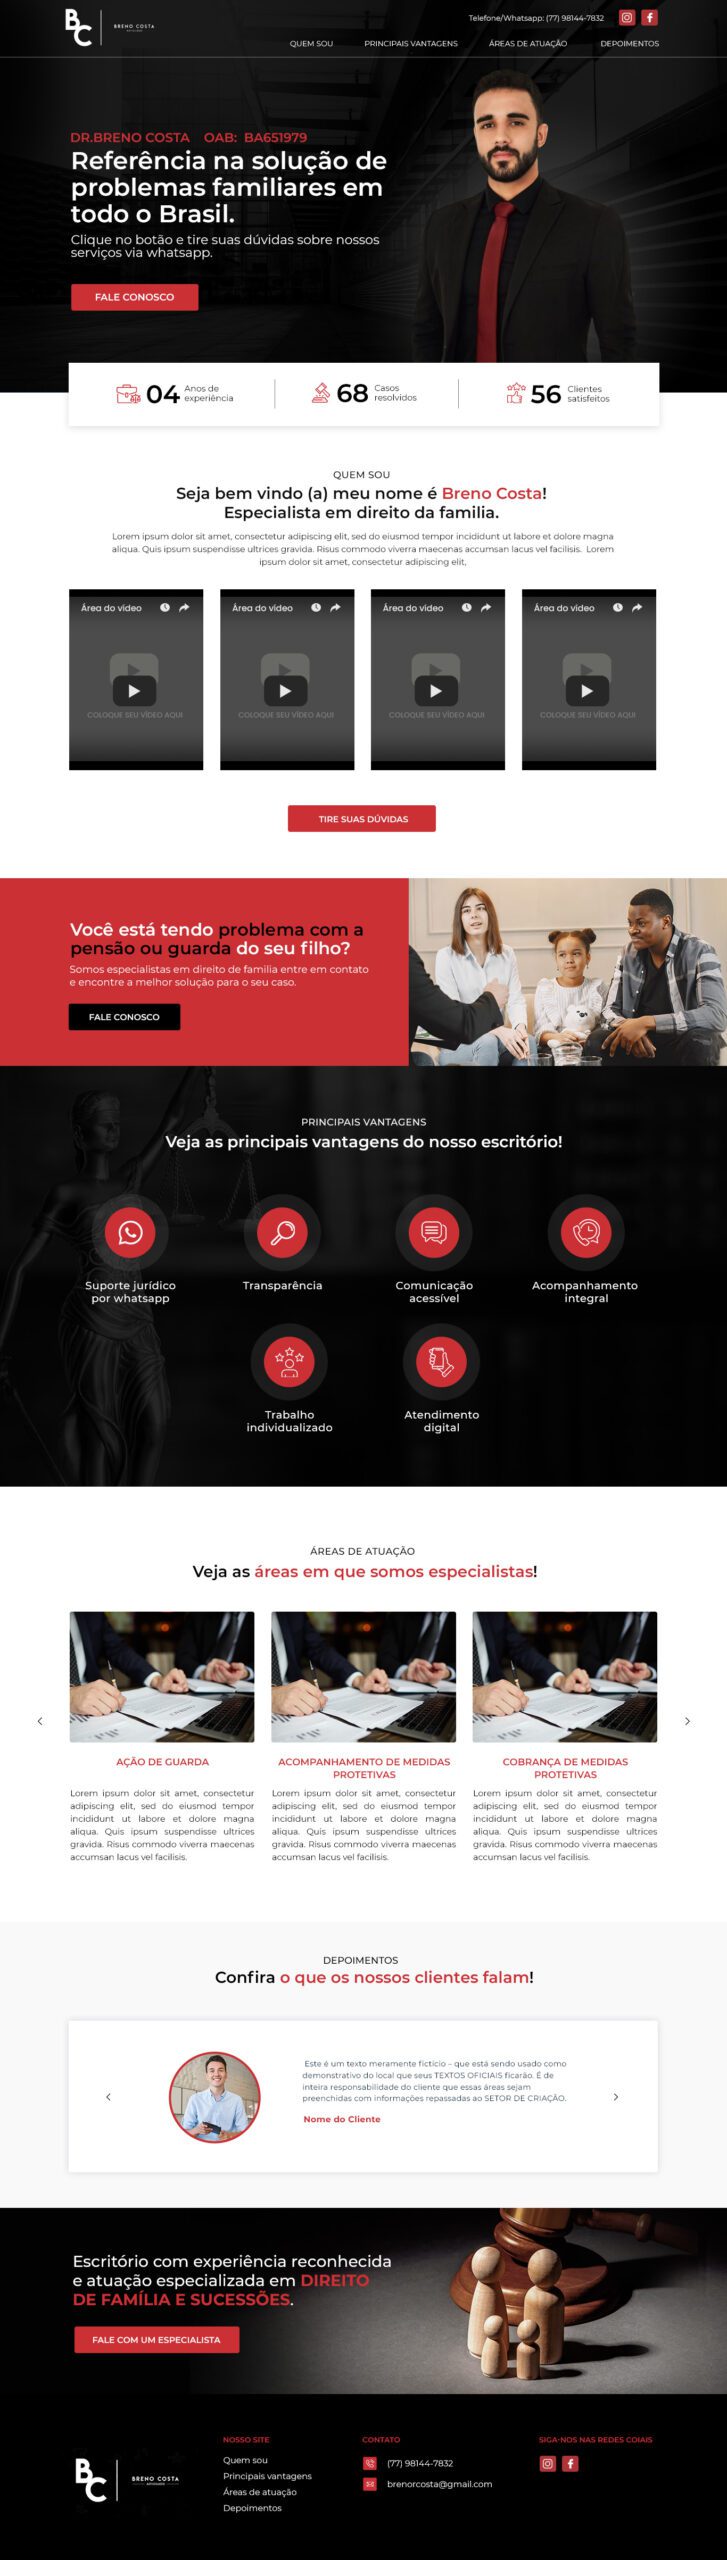 BC
BRENO COSTA
Telefone/Whatsapp: (77) 98144-7832
QUEM SOU
PRINCIPAIS VANTAGENS
ÁREAS DE ATUAÇÃO
DEPOIMENTOS
DR.BRENO COSTA OAB: BA651979
Referência na solução de
problemas familiares em
todo o Brasil.
Clique no botão e tire suas dúvidas sobre nossos
serviços via whatsapp.
FALE CONOSCO
04 Anos de
experiência
68 Casos
resolvidos
56 Clientes
satisfeitos
QUEM SOU
Seja bem vindo (a) meu nome é Breno Costa!
Especialista em direito da familia.
Lorem ipsum dolor sit amet, consectetur adipiscing elit, sed do eiusmod tempor incididunt ut labore et dolore magna
aliqua. Quis ipsum suspendisse ultrices gravida. Risus commodo viverra maecenas accumsan lacus vel facilisis. Lorem
ipsum dolor sit amet, consectetur adipiscing elit,
Área do vídeo
COLOQUE SEU VÍDEO AQUI
Área do vídeo
COLOQUE SEU VÍDEO AQUI
Área do vídeo
COLOQUE SEU VÍDEO AQUI
Área do vídeo
COLOQUE SEU VÍDEO AQUI
TIRE SUAS DÚVIDAS
Você está tendo problema com a
pensão ou guarda do seu filho?
Somos especialistas em direito de familia entre em contato
e encontre a melhor solução para o seu caso.
FALE CONOSCO
PRINCIPAIS VANTAGENS
Veja as principais vantagens do nosso escritório!
Suporte jurídico
por whatsapp
Transparência
Comunicação
acessível
Acompanhamento
integral
Trabalho
individualizado
Atendimento
digital
ÁREAS DE ATUAÇÃO
Veja as áreas em que somos especialistas!
AÇÃO DE GUARDA
Lorem ipsum dolor sit amet, consectetur
adipiscing elit, sed do eiusmod tempor
incididunt ut labore et dolore magna
aliqua. Quis ipsum suspendisse ultrices
gravida. Risus commodo viverra maecenas
accumsan lacus vel facilisis.
ACOMPANHAMENTO DE MEDIDAS
PROTETIVAS
Lorem ipsum dolor sit amet, consectetur
adipiscing elit, sed do eiusmod tempor
incididunt ut labore et dolore magna
aliqua. Quis ipsum suspendisse ultrices
gravida. Risus commodo viverra maecenas
accumsan lacus vel facilisis.
COBRANÇA DE MEDIDAS
PROTETIVAS
Lorem ipsum dolor sit amet, consectetur
adipiscing elit, sed do eiusmod tempor
incididunt ut labore et dolore magna
aliqua. Quis ipsum suspendisse ultrices
gravida. Risus commodo viverra maecenas
accumsan lacus vel facilisis.
DEPOIMENTOS
Confira o que os nossos clientes falam!
Este é um texto meramente fictício – que está sendo usado como
demonstrativo do local que seus TEXTOS OFICIAIS ficarão. É de
inteira responsabilidade do cliente que essas áreas sejam
preenchidas com informações repassadas ao SETOR DE CRIAÇÃO.
Nome do Cliente
Escritório com experiência reconhecida
e atuação especializada em DIREITO
DE FAMÍLIA E SUCESSÕES.
FALE COM UM ESPECIALISTA
BC
BRENO COSTA
NOSSO SITE
Quem sou
Principais vantagens
Áreas de atuação
Depoimentos
CONTATO
(77) 98144-7832
brenorcosta@gmail.com
SIGA-NOS NAS REDES COIAIS